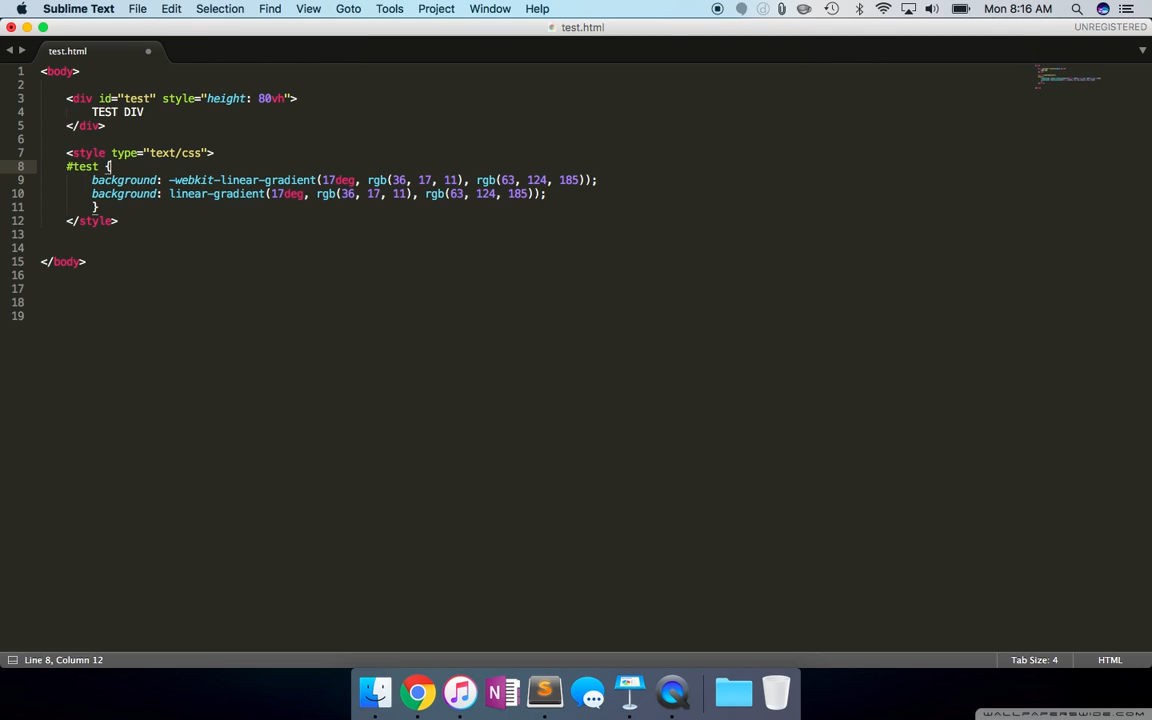 Sublime Text File Edit Selection Find View Goto Tools Project Window Help Mon 8:16 AM
test.html UNREGISTERED
test.html
1 <body>
2
3 <div id="test" style="height: 80vh">
4 TEST DIV
5 </div>
6
7 <style type="text/css">
8 #test {
9 background: -webkit-linear-gradient(17deg, rgb(36, 17, 11), rgb(63, 124, 185));
10 background: linear-gradient(17deg, rgb(36, 17, 11), rgb(63, 124, 185));
11 }
12 </style>
13
14
15 </body>
16
17
18
19
Line 8, Column 12 Tab Size: 4 HTML
N S
WALLPAPERSWIDE.COM